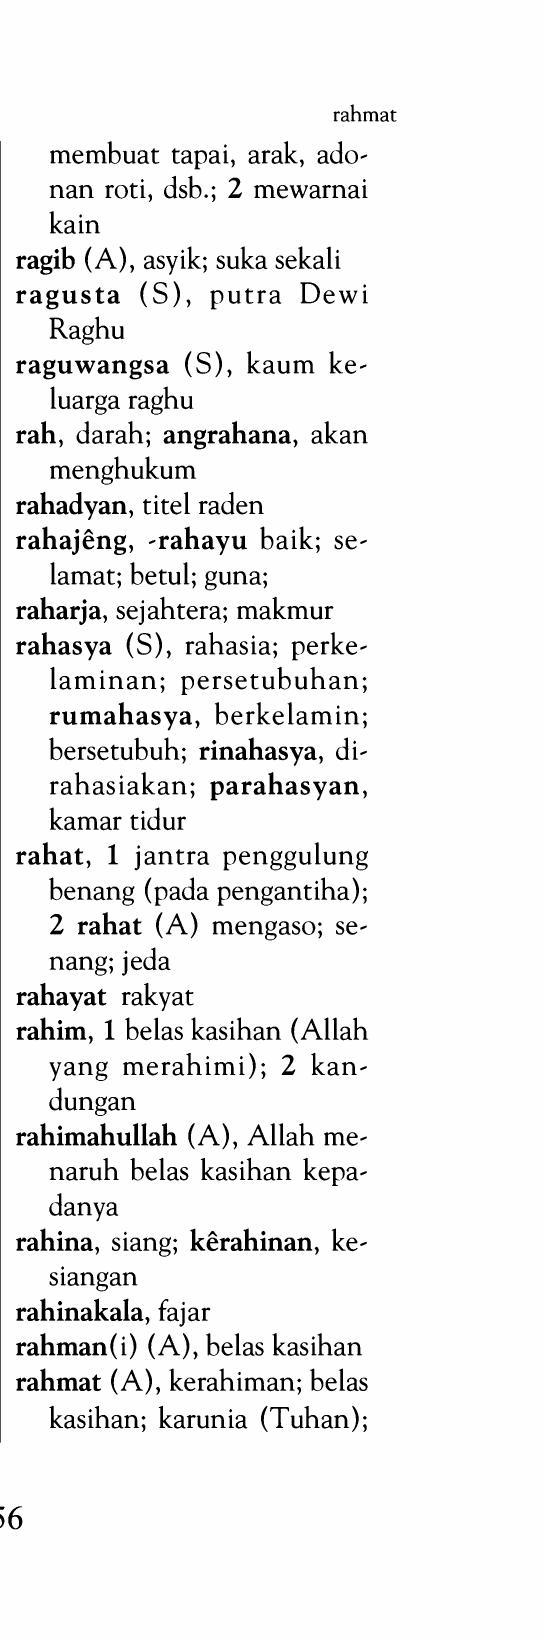 rahmat
membuat tapai, arak, ado-
nan roti, dsb.; 2 mewarnai
kain
ragib (A), asyik; suka sekali
ragusta (S), putra Dewi
Raghu
raguwangsa (S), kaum ke-
luarga raghu
rah, darah; angrahana, akan
menghukum
rahadyan, titel raden
rahajêng, -rahayu baik; se-
lamat; betul; guna;
raharja, sejahtera; makmur
rahasya (S), rahasia; perke-
laminan; persetubuhan;
rumahasya, berkelamin;
bersetubuh; rinahasya, di-
rahasiakan; parahasyan,
kamar tidur
rahat, 1 jantra penggulung
benang (pada pengantiha);
2 rahat (A) mengaso; se-
nang; jeda
rahayat rakyat
rahim, 1 belas kasihan (Allah
yang merahimi); 2 kan-
dungan
rahimahullah (A), Allah me-
naruh belas kasihan kepa-
danya
rahina, siang; kêrahinan, ke-
siangan
rahinakala, fajar
rahman(i) (A), belas kasihan
rahmat (A), kerahiman; belas
kasihan; karunia (Tuhan);
56